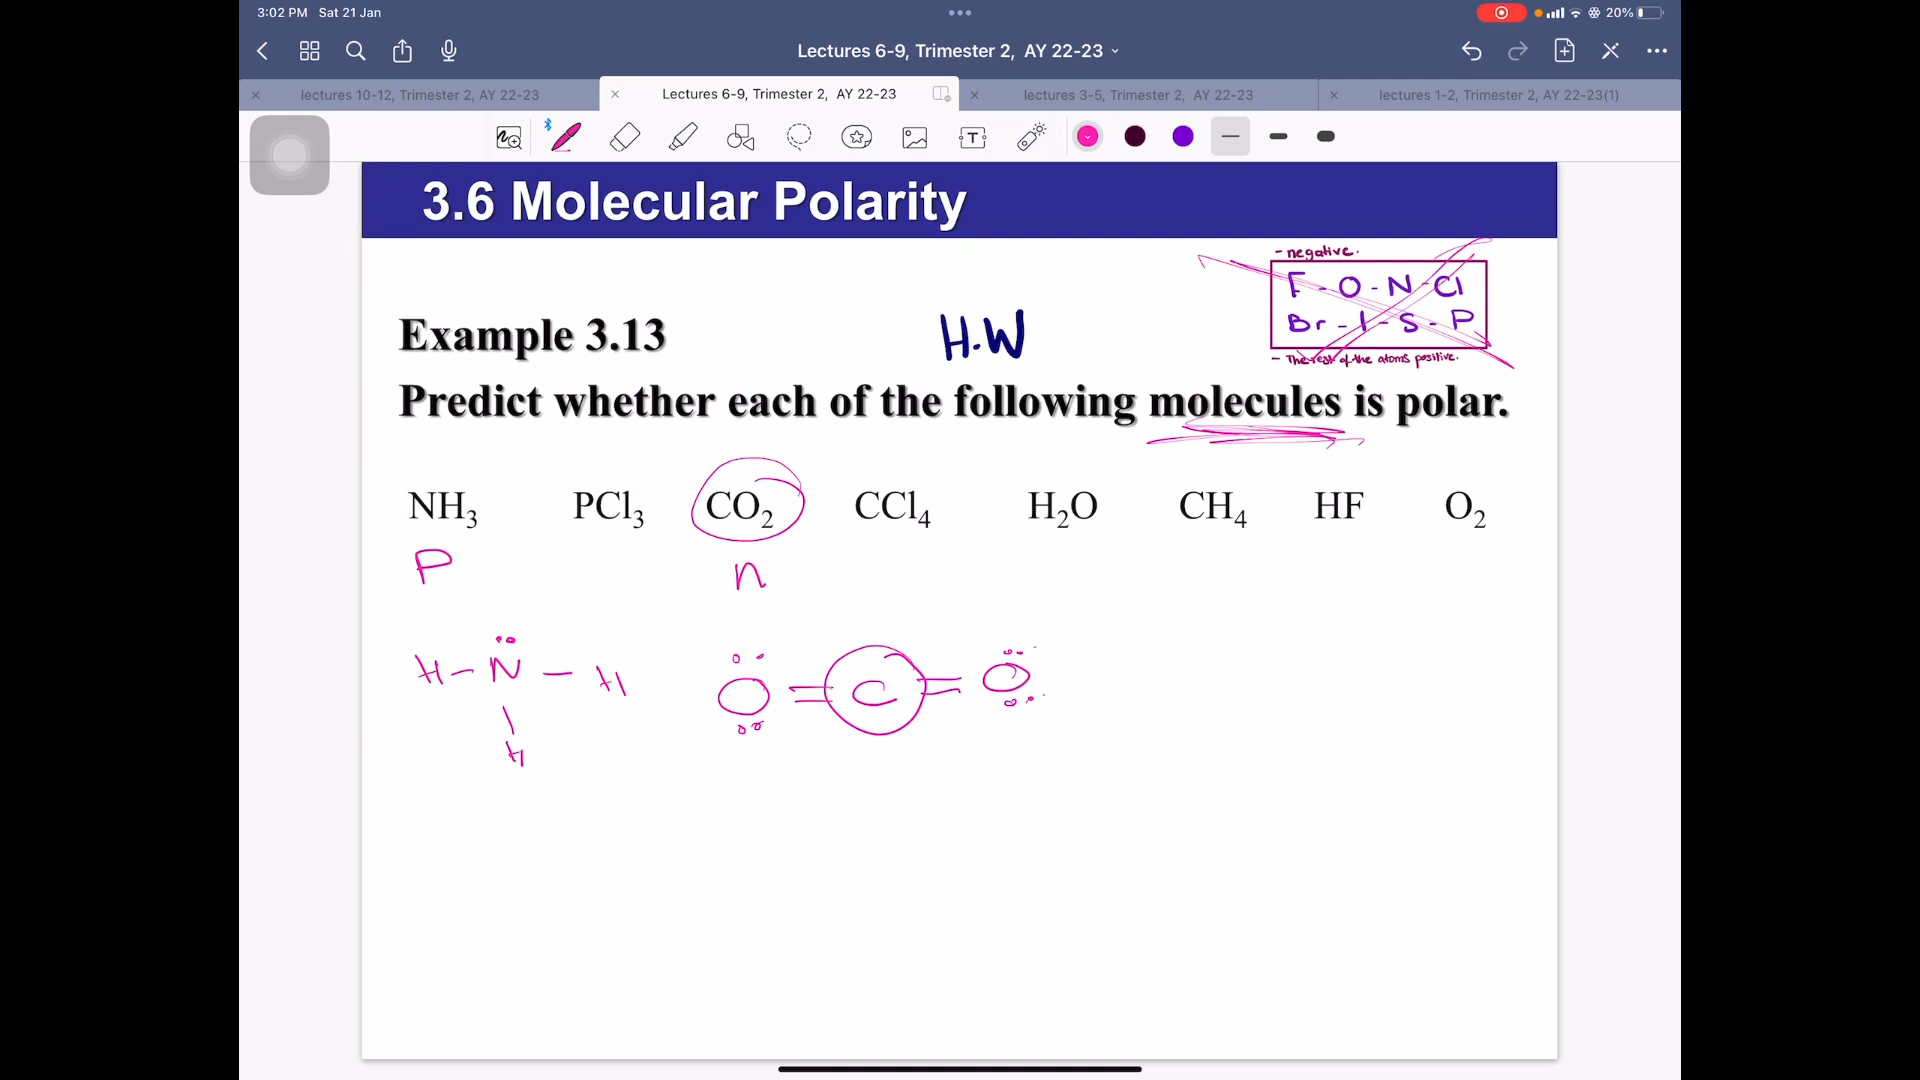 3:02 PM Sat 21 Jan
20%
Lectures 6-9, Trimester 2, AY 22-23
lectures 10-12, Trimester 2, AY 22-23
Lectures 6-9, Trimester 2, AY 22-23
lectures 3-5, Trimester 2, AY 22-23
lectures 1-2, Trimester 2, AY 22-23(1)
T
3.6 Molecular Polarity
- negative.
F - O - N - Cl
Br - I - S - P
- The rest of the atoms positive.
Example 3.13
H.W
Predict whether each of the following molecules is polar.
NH₃ PCl₃ CO₂ CCl₄ H₂O CH₄ HF O₂
P n
H - N - H
H
O = C = O